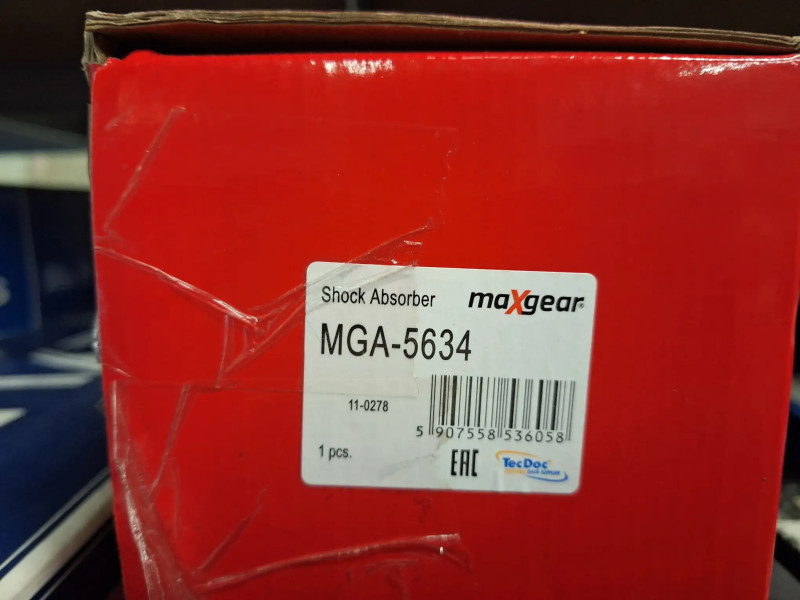 Shock Absorber
maXgear
MGA-5634
11-0278
5 907558 536058
1 pcs.
EAC
TecDoc